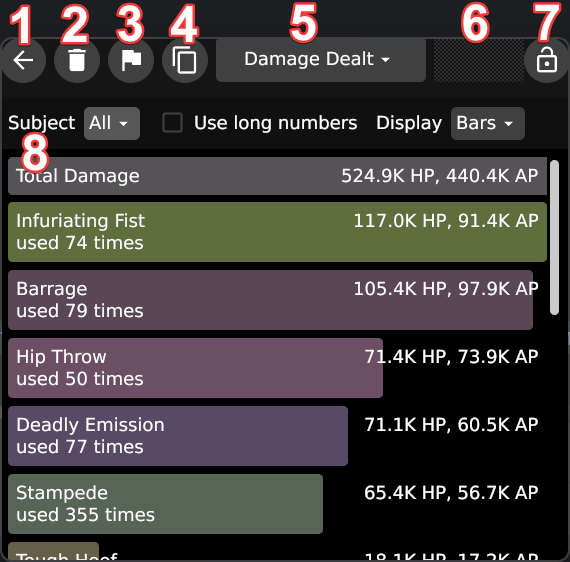 1 2 3 4 5 6 7
Damage Dealt
Subject All Use long numbers Display Bars
8
Total Damage 524.9K HP, 440.4K AP
Infuriating Fist 117.0K HP, 91.4K AP
used 74 times
Barrage 105.4K HP, 97.9K AP
used 79 times
Hip Throw 71.4K HP, 73.9K AP
used 50 times
Deadly Emission 71.1K HP, 60.5K AP
used 77 times
Stampede 65.4K HP, 56.7K AP
used 355 times
Tough Hoof 18.1K HP, 17.2K AP